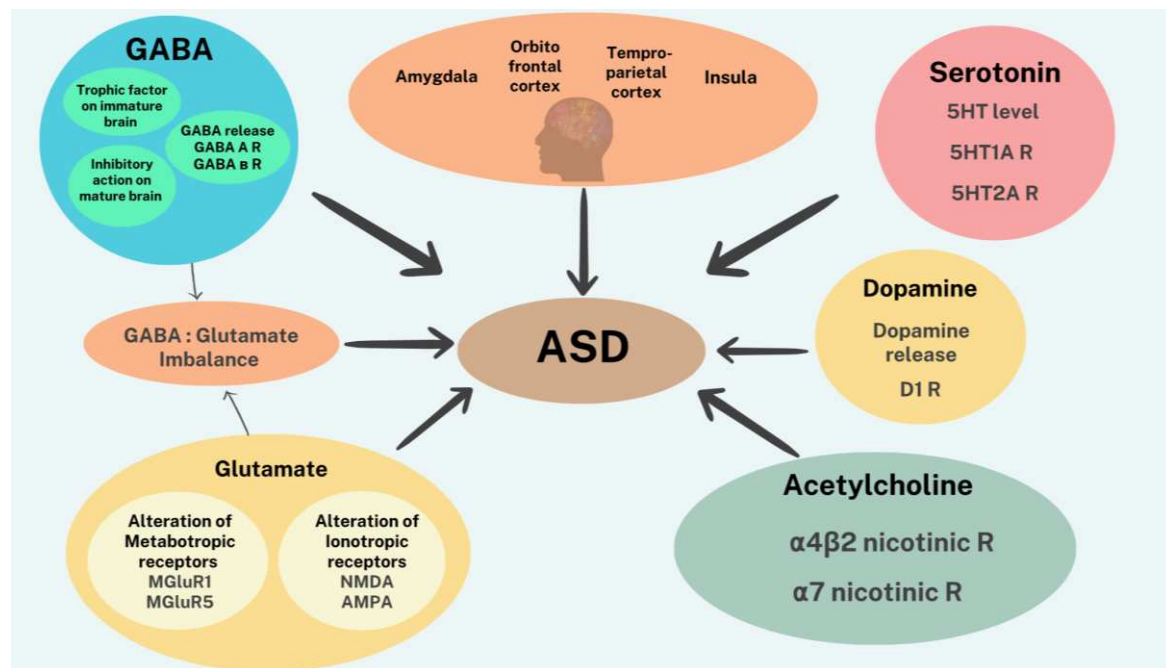 GABA
Trophic factor
on immature
brain
GABA release
GABA A R
GABA ʙ R
Inhibitory
action on
mature brain
Amygdala
Orbito
frontal
cortex
Tempro-
parietal
cortex
Insula
Serotonin
5HT level
5HT1A R
5HT2A R
GABA : Glutamate
Imbalance
ASD
Dopamine
Dopamine
release
D1 R
Glutamate
Alteration of
Metabotropic
receptors
MGluR1
MGluR5
Alteration of
Ionotropic
receptors
NMDA
AMPA
Acetylcholine
α4β2 nicotinic R
α7 nicotinic R